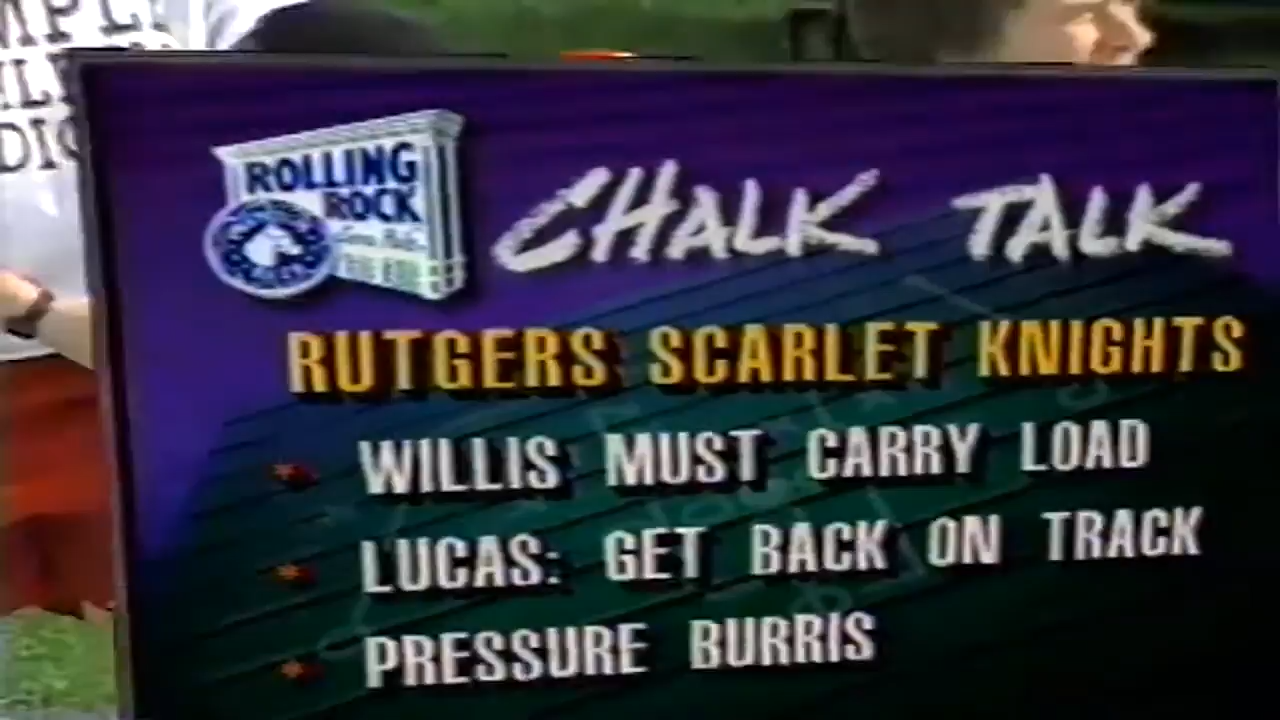 ROLLING
ROCK
CHALK TALK
RUTGERS SCARLET KNIGHTS
WILLIS MUST CARRY LOAD
LUCAS: GET BACK ON TRACK
PRESSURE BURRIS